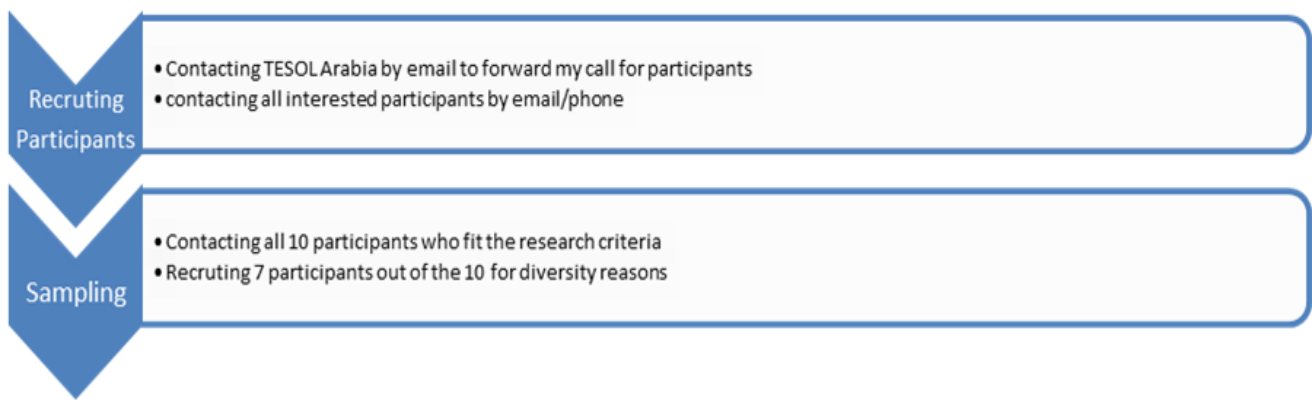 Recruting
Participants
• Contacting TESOL Arabia by email to forward my call for participants
• contacting all interested participants by email/phone
Sampling
• Contacting all 10 participants who fit the research criteria
• Recruting 7 participants out of the 10 for diversity reasons